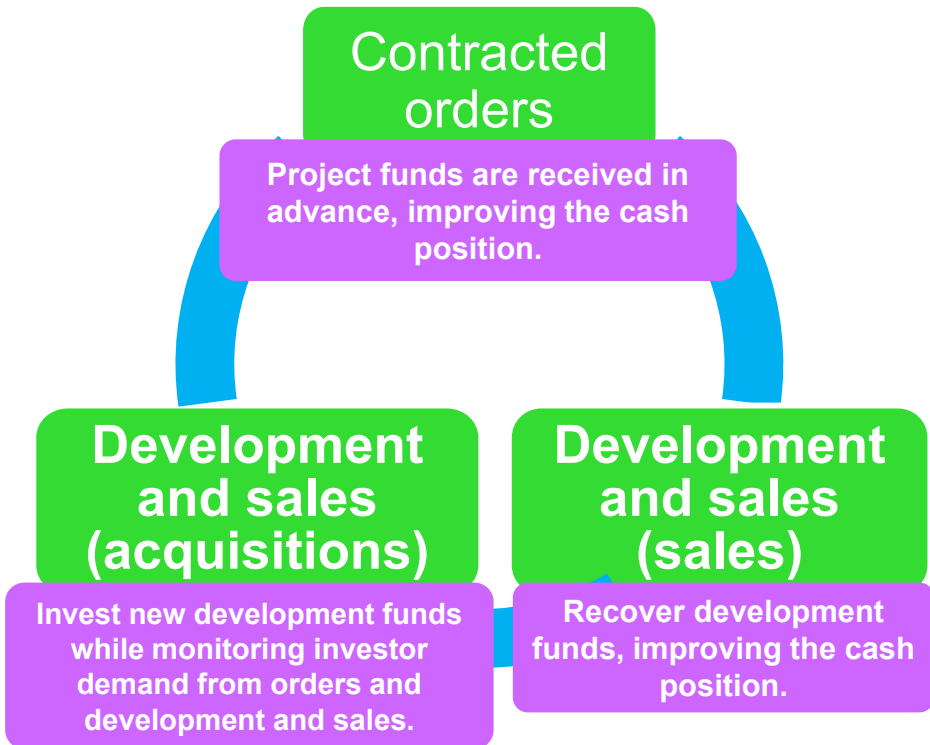 Contracted
orders
Project funds are received in
advance, improving the cash
position.
Development
and sales
(acquisitions)
Invest new development funds
while monitoring investor
demand from orders and
development and sales.
Development
and sales
(sales)
Recover development
funds, improving the cash
position.